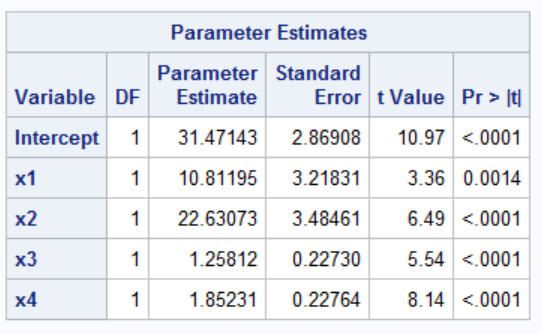 Parameter Estimates
Variable DF Parameter Estimate Standard Error t Value Pr > |t|
Intercept 1 31.47143 2.86908 10.97 <.0001
x1 1 10.81195 3.21831 3.36 0.0014
x2 1 22.63073 3.48461 6.49 <.0001
x3 1 1.25812 0.22730 5.54 <.0001
x4 1 1.85231 0.22764 8.14 <.0001